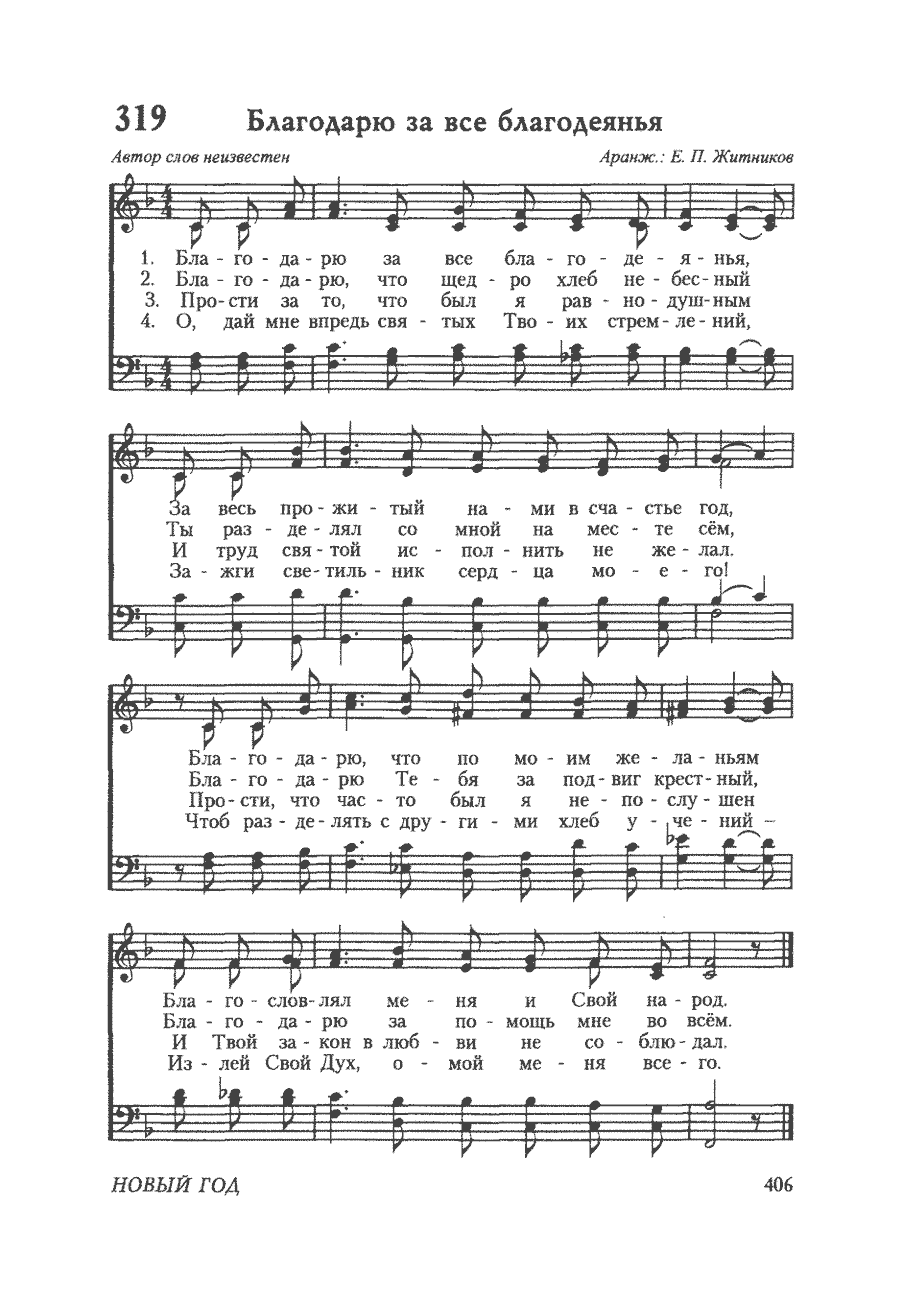 319 Благодарю за все благодеянья
Автор слов неизвестен Аранж.: Е. П. Житников
1. Бла - го - да - рю за все бла - го - де - я - нья,
2. Бла - го - да - рю, что щед - ро хлеб не - бес- ный
3. Про- сти за то, что был я рав - но - душ- ным
4. О, дай мне впредь свя - тых Тво - их стрем - ле - ний,
За весь про - жи - тый на - ми в сча - стье год,
Ты раз - де - лял со мной на мес - те сём,
И труд свя - той ис - пол - нить не же - лал.
За - жги све- тиль - ник серд - ца мо - е - го!
Бла - го - да - рю, что по мо - им же - ла - ньям
Бла - го - да - рю Те - бя за под - виг крест- ный,
Про- сти, что час - то был я не - по - слу - шен
Чтоб раз - де - лять с дру - ги - ми хлеб у - че - ний –
Бла - го - слов- лял ме - ня и Свой на - род.
Бла - го - да - рю за по - мощь мне во всём.
И Твой за - кон в люб - ви не со - блю - дал.
Из - лей Свой Дух, о - мой ме - ня все - го.
НОВЫЙ ГОД 406